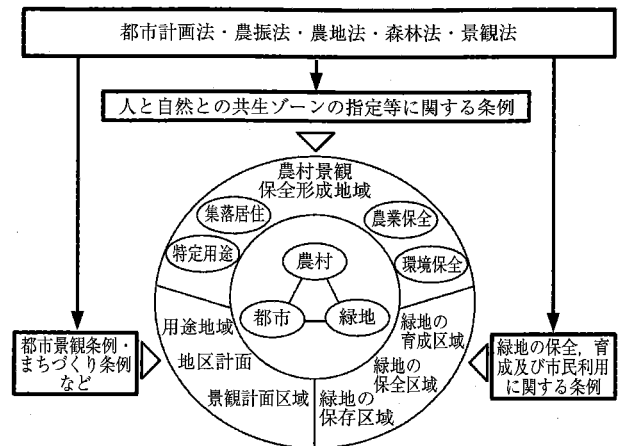 都市計画法・農振法・農地法・森林法・景観法
人と自然との共生ゾーンの指定等に関する条例
農村景観
保全形成地域
集落居住
農業保全
特定用途
環境保全
農村
都市
緑地
用途地域
地区計画
景観計画区域
緑地の
育成区域
緑地の
保全区域
緑地の
保存区域
都市景観条例・
まちづくり条例
など
緑地の保全，育
成及び市民利用
に関する条例